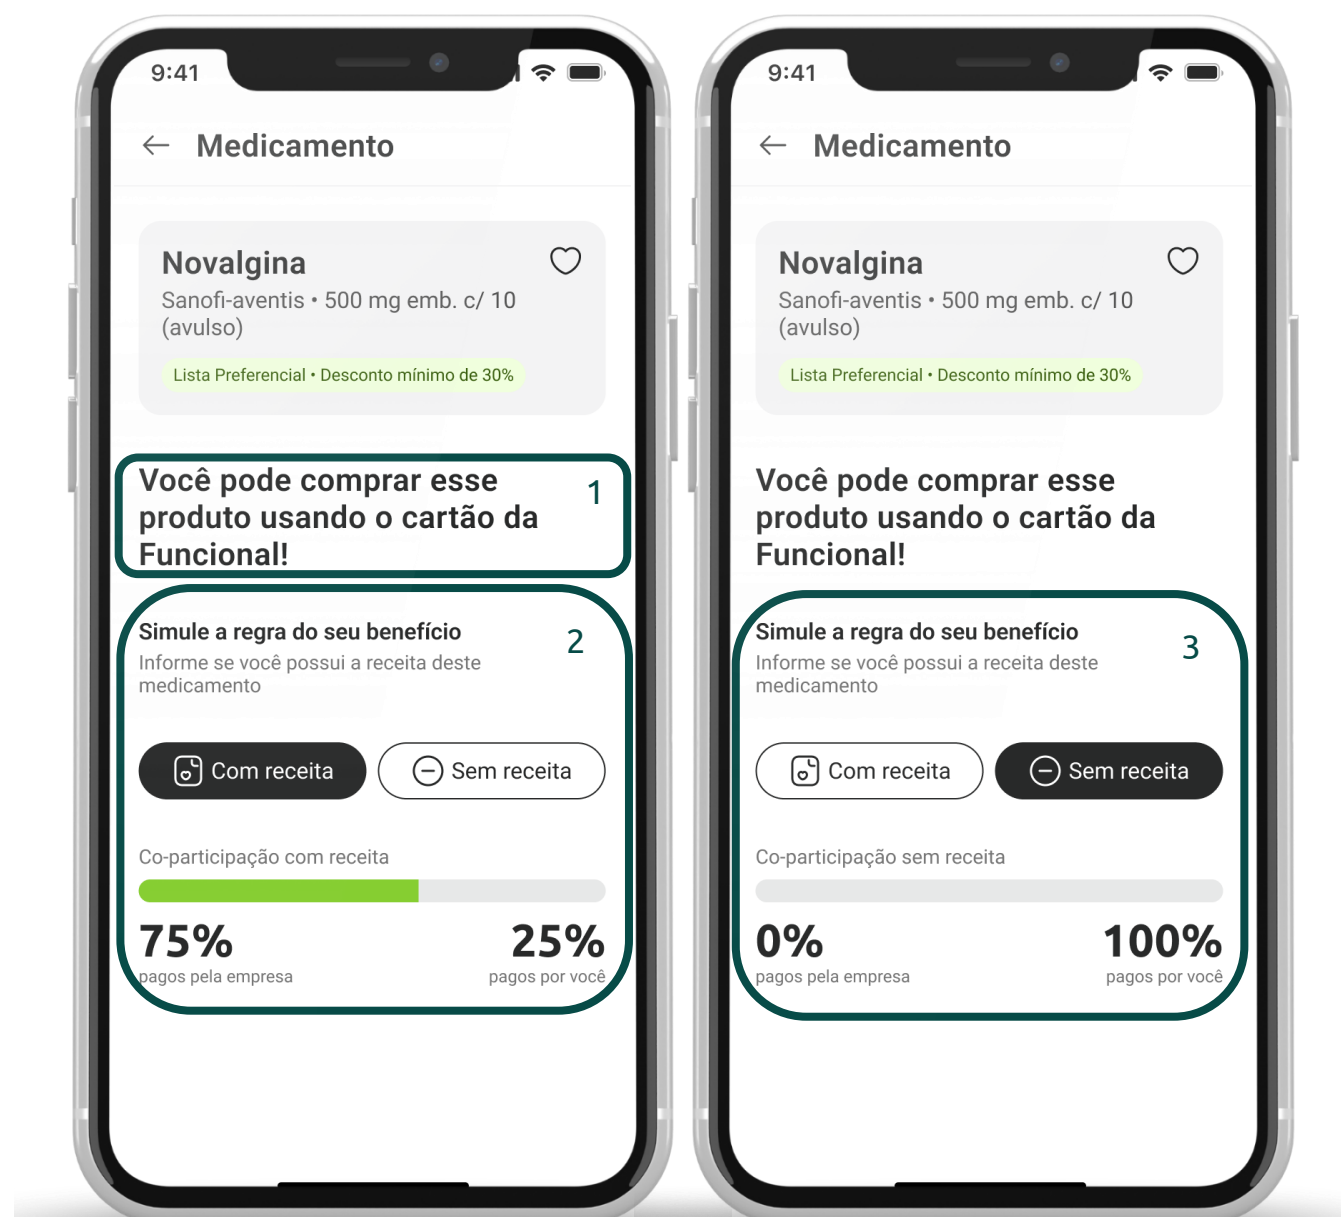 9:41
Medicamento
Novalgina
Sanofi-aventis • 500 mg emb. c/ 10
(avulso)
Lista Preferencial • Desconto mínimo de 30%
Você pode comprar esse
produto usando o cartão da
Funcional!
1
Simule a regra do seu benefício
2
Informe se você possui a receita deste
medicamento
Com receita
Sem receita
Co-participação com receita
75%
25%
pagos pela empresa
pagos por você
9:41
Medicamento
Novalgina
Sanofi-aventis • 500 mg emb. c/ 10
(avulso)
Lista Preferencial • Desconto mínimo de 30%
Você pode comprar esse
produto usando o cartão da
Funcional!
Simule a regra do seu benefício
3
Informe se você possui a receita deste
medicamento
Com receita
Sem receita
Co-participação sem receita
0%
100%
pagos pela empresa
pagos por você